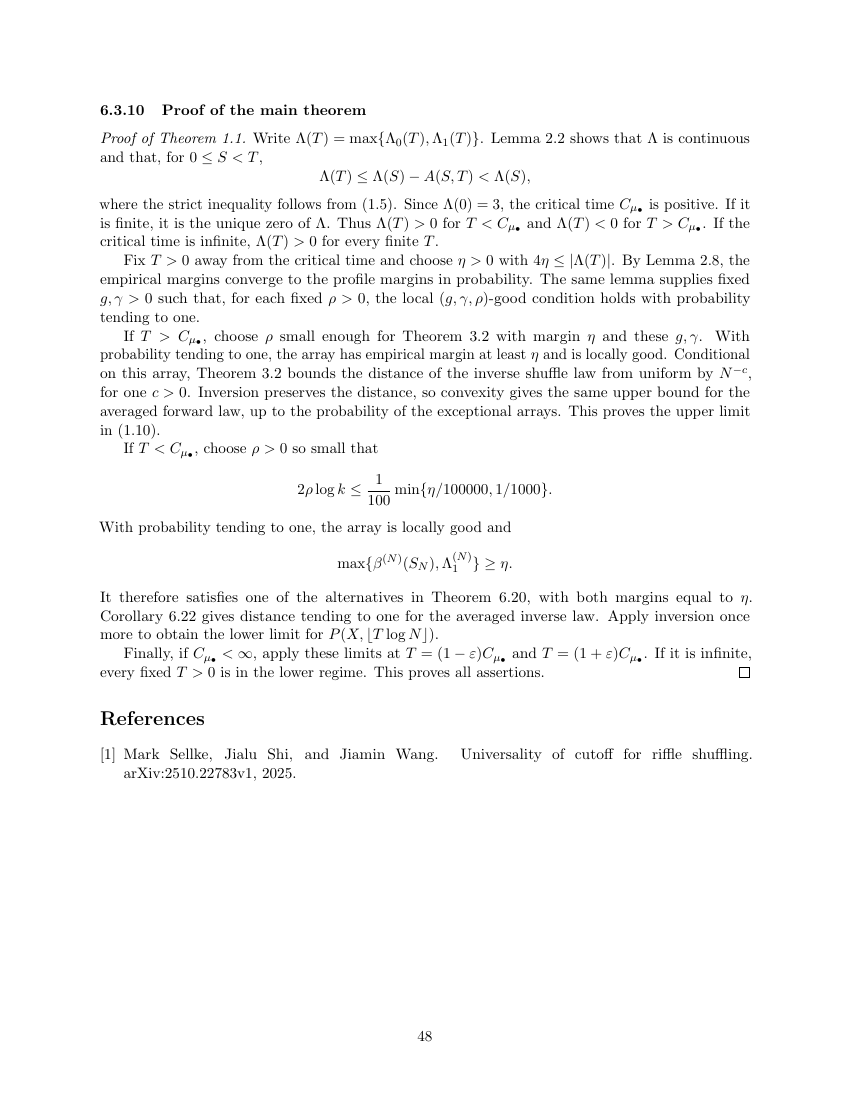 6.3.10 Proof of the main theorem
Proof of Theorem 1.1. Write Λ(T) = max{Λ₀(T), Λ₁(T)}. Lemma 2.2 shows that Λ is continuous
and that, for 0 ≤ S < T,
Λ(T) ≤ Λ(S) − A(S, T) < Λ(S),
where the strict inequality follows from (1.5). Since Λ(0) = 3, the critical time C_{μ•} is positive. If it
is finite, it is the unique zero of Λ. Thus Λ(T) > 0 for T < C_{μ•} and Λ(T) < 0 for T > C_{μ•}. If the
critical time is infinite, Λ(T) > 0 for every finite T.
Fix T > 0 away from the critical time and choose η > 0 with 4η ≤ |Λ(T)|. By Lemma 2.8, the
empirical margins converge to the profile margins in probability. The same lemma supplies fixed
g, γ > 0 such that, for each fixed ρ > 0, the local (g, γ, ρ)-good condition holds with probability
tending to one.
If T > C_{μ•}, choose ρ small enough for Theorem 3.2 with margin η and these g, γ. With
probability tending to one, the array has empirical margin at least η and is locally good. Conditional
on this array, Theorem 3.2 bounds the distance of the inverse shuffle law from uniform by N^{−c},
for one c > 0. Inversion preserves the distance, so convexity gives the same upper bound for the
averaged forward law, up to the probability of the exceptional arrays. This proves the upper limit
in (1.10).
If T < C_{μ•}, choose ρ > 0 so small that
2ρ log k ≤ \frac{1}{100} min{η/100000, 1/1000}.
With probability tending to one, the array is locally good and
max{β^{(N)}(S_N), Λ_1^{(N)}} ≥ η.
It therefore satisfies one of the alternatives in Theorem 6.20, with both margins equal to η.
Corollary 6.22 gives distance tending to one for the averaged inverse law. Apply inversion once
more to obtain the lower limit for P(X, ⌊T log N⌋).
Finally, if C_{μ•} < ∞, apply these limits at T = (1 − ε)C_{μ•} and T = (1 + ε)C_{μ•}. If it is infinite,
every fixed T > 0 is in the lower regime. This proves all assertions. □
References
[1] Mark Sellke, Jialu Shi, and Jiamin Wang. Universality of cutoff for riffle shuffling.
arXiv:2510.22783v1, 2025.
48